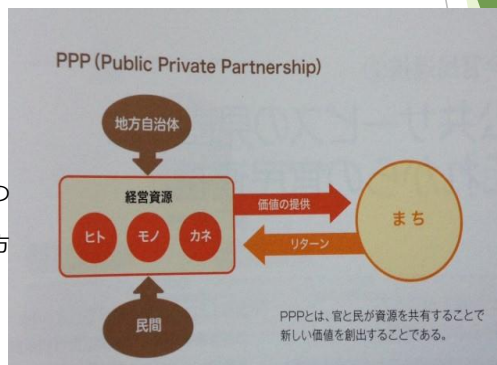 PPP(Public Private Partnership)
地方自治体
経営資源
ヒト モノ カネ
価値の提供
リターン
まち
民間
PPPとは、官と民が資源を共有することで
新しい価値を創出することである。
つ
方